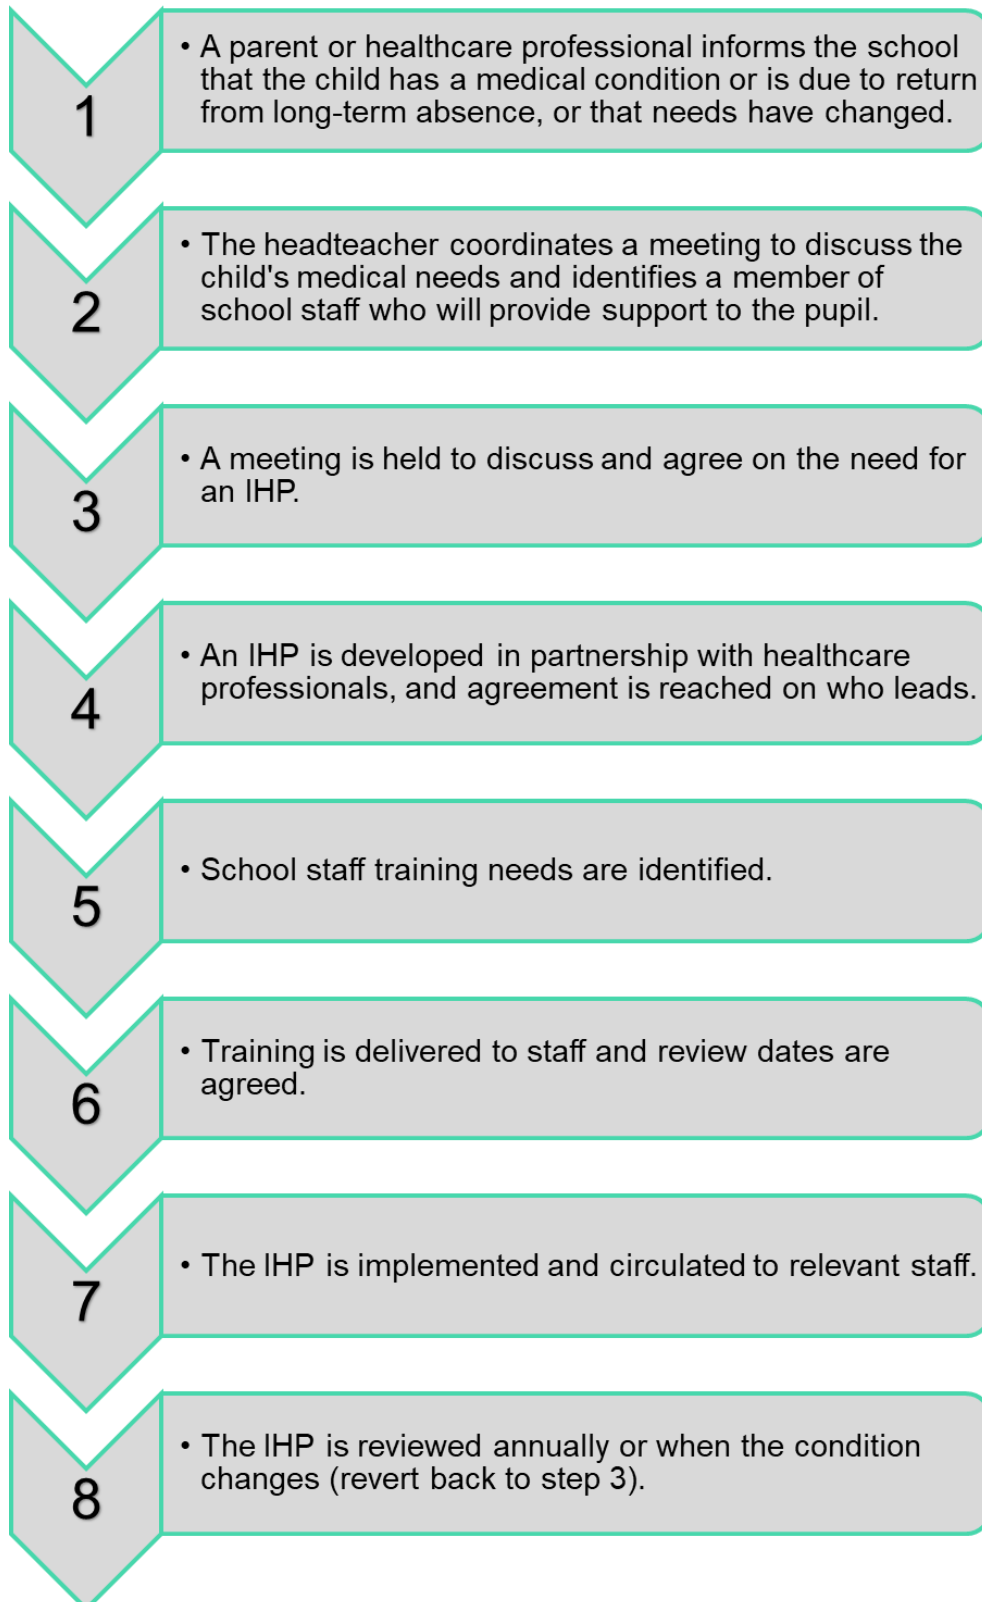 1
• A parent or healthcare professional informs the school
that the child has a medical condition or is due to return
from long-term absence, or that needs have changed.
2
• The headteacher coordinates a meeting to discuss the
child's medical needs and identifies a member of
school staff who will provide support to the pupil.
3
• A meeting is held to discuss and agree on the need for
an IHP.
4
• An IHP is developed in partnership with healthcare
professionals, and agreement is reached on who leads.
5
• School staff training needs are identified.
6
• Training is delivered to staff and review dates are
agreed.
7
• The IHP is implemented and circulated to relevant staff.
8
• The IHP is reviewed annually or when the condition
changes (revert back to step 3).